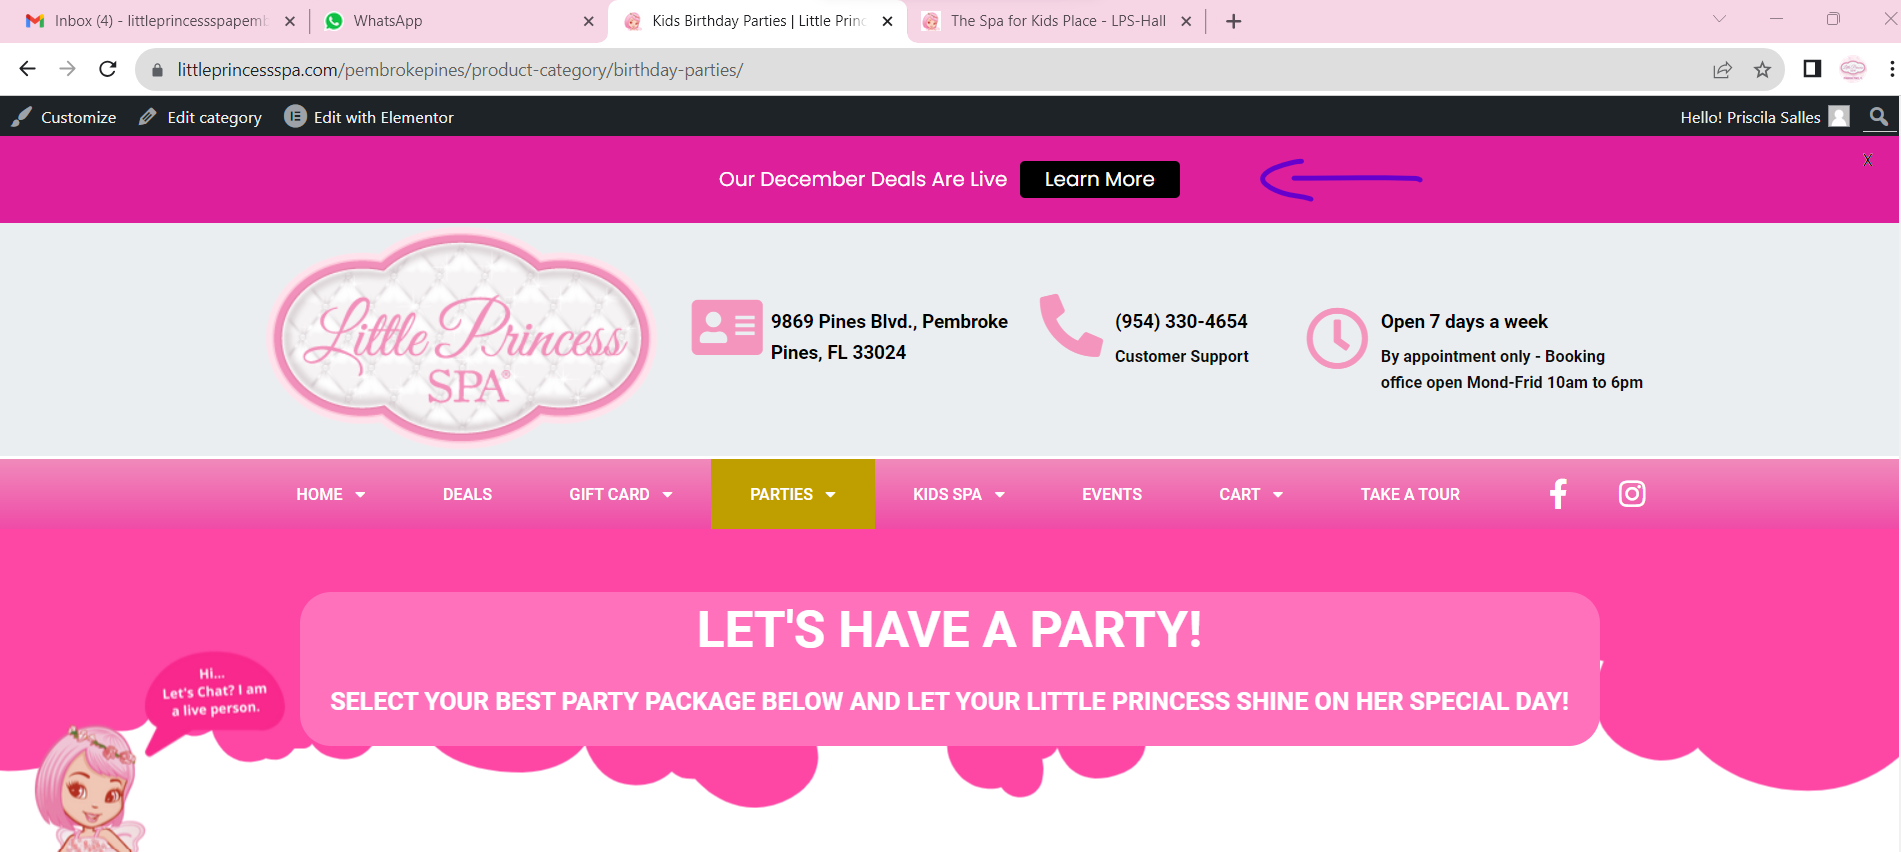 Inbox (4) - littleprincessspapemb
WhatsApp
Kids Birthday Parties | Little Princ
The Spa for Kids Place - LPS-Hall
littleprincessspa.com/pembrokepines/product-category/birthday-parties/
Customize
Edit category
Edit with Elementor
Hello! Priscila Salles
Our December Deals Are Live
Learn More
X
Little Princess
SPA®
9869 Pines Blvd., Pembroke
Pines, FL 33024
(954) 330-4654
Customer Support
Open 7 days a week
By appointment only - Booking
office open Mond-Frid 10am to 6pm
HOME
DEALS
GIFT CARD
PARTIES
KIDS SPA
EVENTS
CART
TAKE A TOUR
LET'S HAVE A PARTY!
SELECT YOUR BEST PARTY PACKAGE BELOW AND LET YOUR LITTLE PRINCESS SHINE ON HER SPECIAL DAY!
Hi...
Let's Chat? I am
a live person.